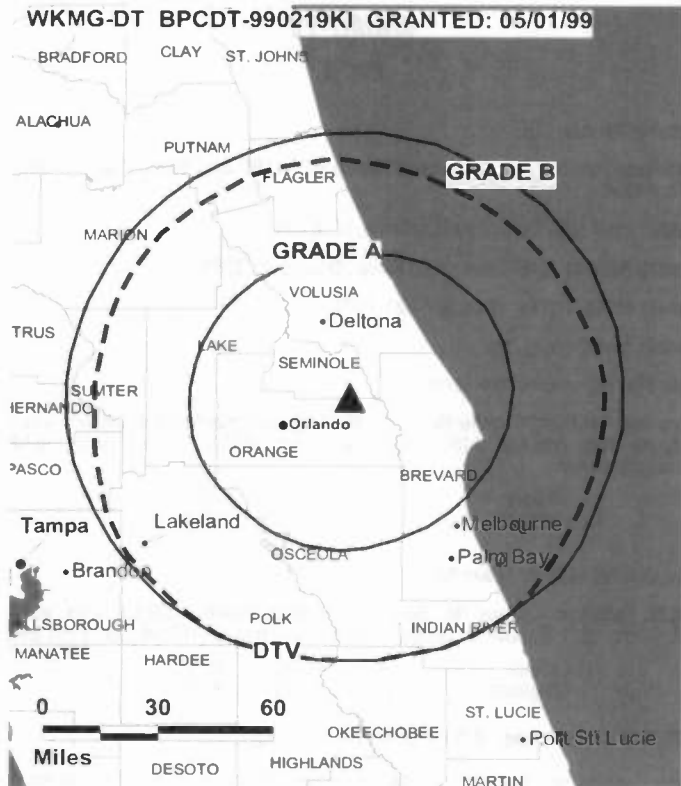 WKMG-DT BPCDT-990219KI GRANTED: 05/01/99
BRADFORD CLAY ST. JOHNS
ALACHUA
PUTNAM
GRADE B
FLAGLER
MARION
GRADE A
VOLUSIA
Deltona
TRUS
LAKE
SEMINOLE
SUMTER
HERNANDO
Orlando
ORANGE
PASCO
BREVARD
Tampa
Lakeland
Melbourne
OSCEOLA
Palm Bay
Brandon
POLK
ILLSBOROUGH
INDIAN RIVER
MANATEE
HARDEE
DTV
0 30 60
ST. LUCIE
OKEECHOBEE
Port St. Lucie
Miles
HIGHLANDS
DESOTO
MARTIN